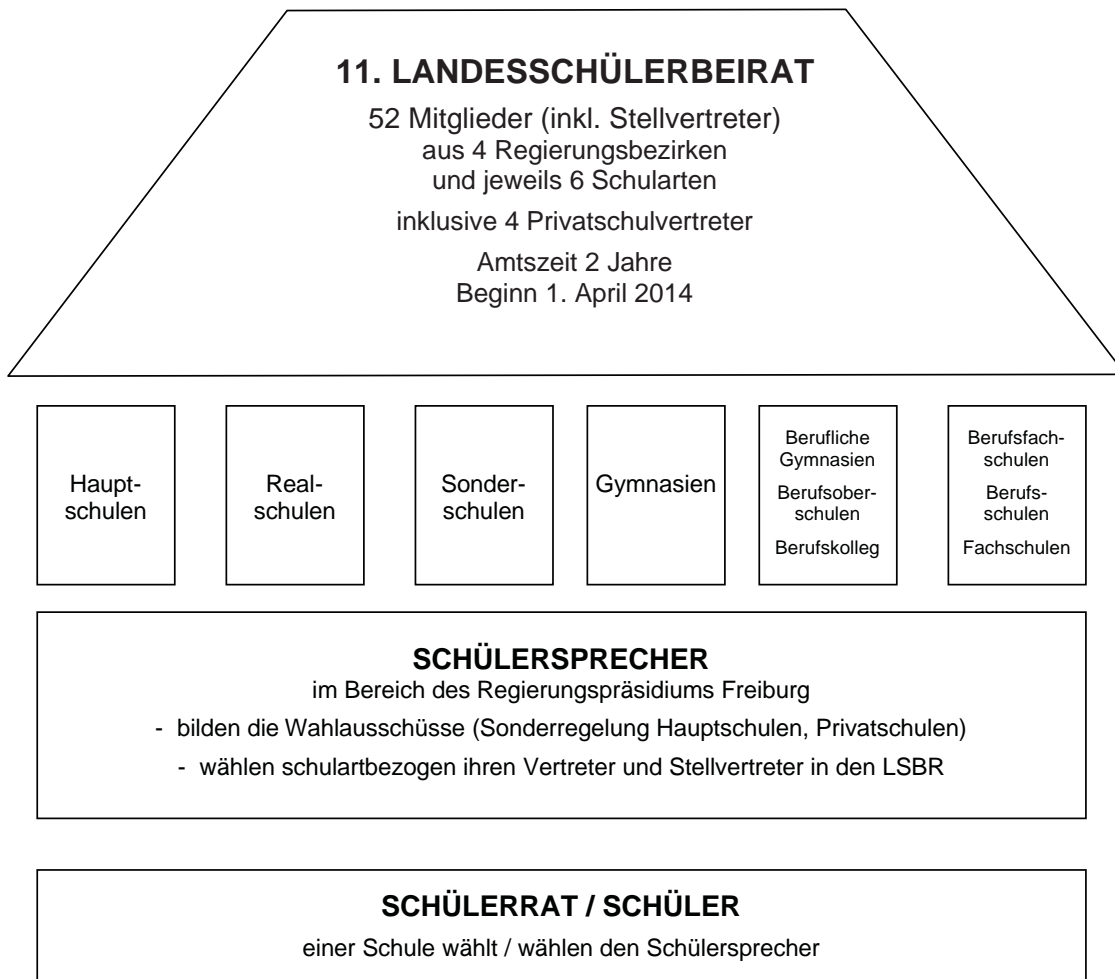 11. LANDESSCHÜLERBEIRAT
52 Mitglieder (inkl. Stellvertreter)
aus 4 Regierungsbezirken
und jeweils 6 Schularten
inklusive 4 Privatschulvertreter
Amtszeit 2 Jahre
Beginn 1. April 2014
Haupt-
schulen
Real-
schulen
Sonder-
schulen
Gymnasien
Berufliche
Gymnasien
Berufsober-
schulen
Berufskolleg
Berufsfach-
schulen
Berufs-
schulen
Fachschulen
SCHÜLERSPRECHER
im Bereich des Regierungspräsidiums Freiburg
- bilden die Wahlausschüsse (Sonderregelung Hauptschulen, Privatschulen)
- wählen schulartbezogen ihren Vertreter und Stellvertreter in den LSBR
SCHÜLERRAT / SCHÜLER
einer Schule wählt / wählen den Schülersprecher